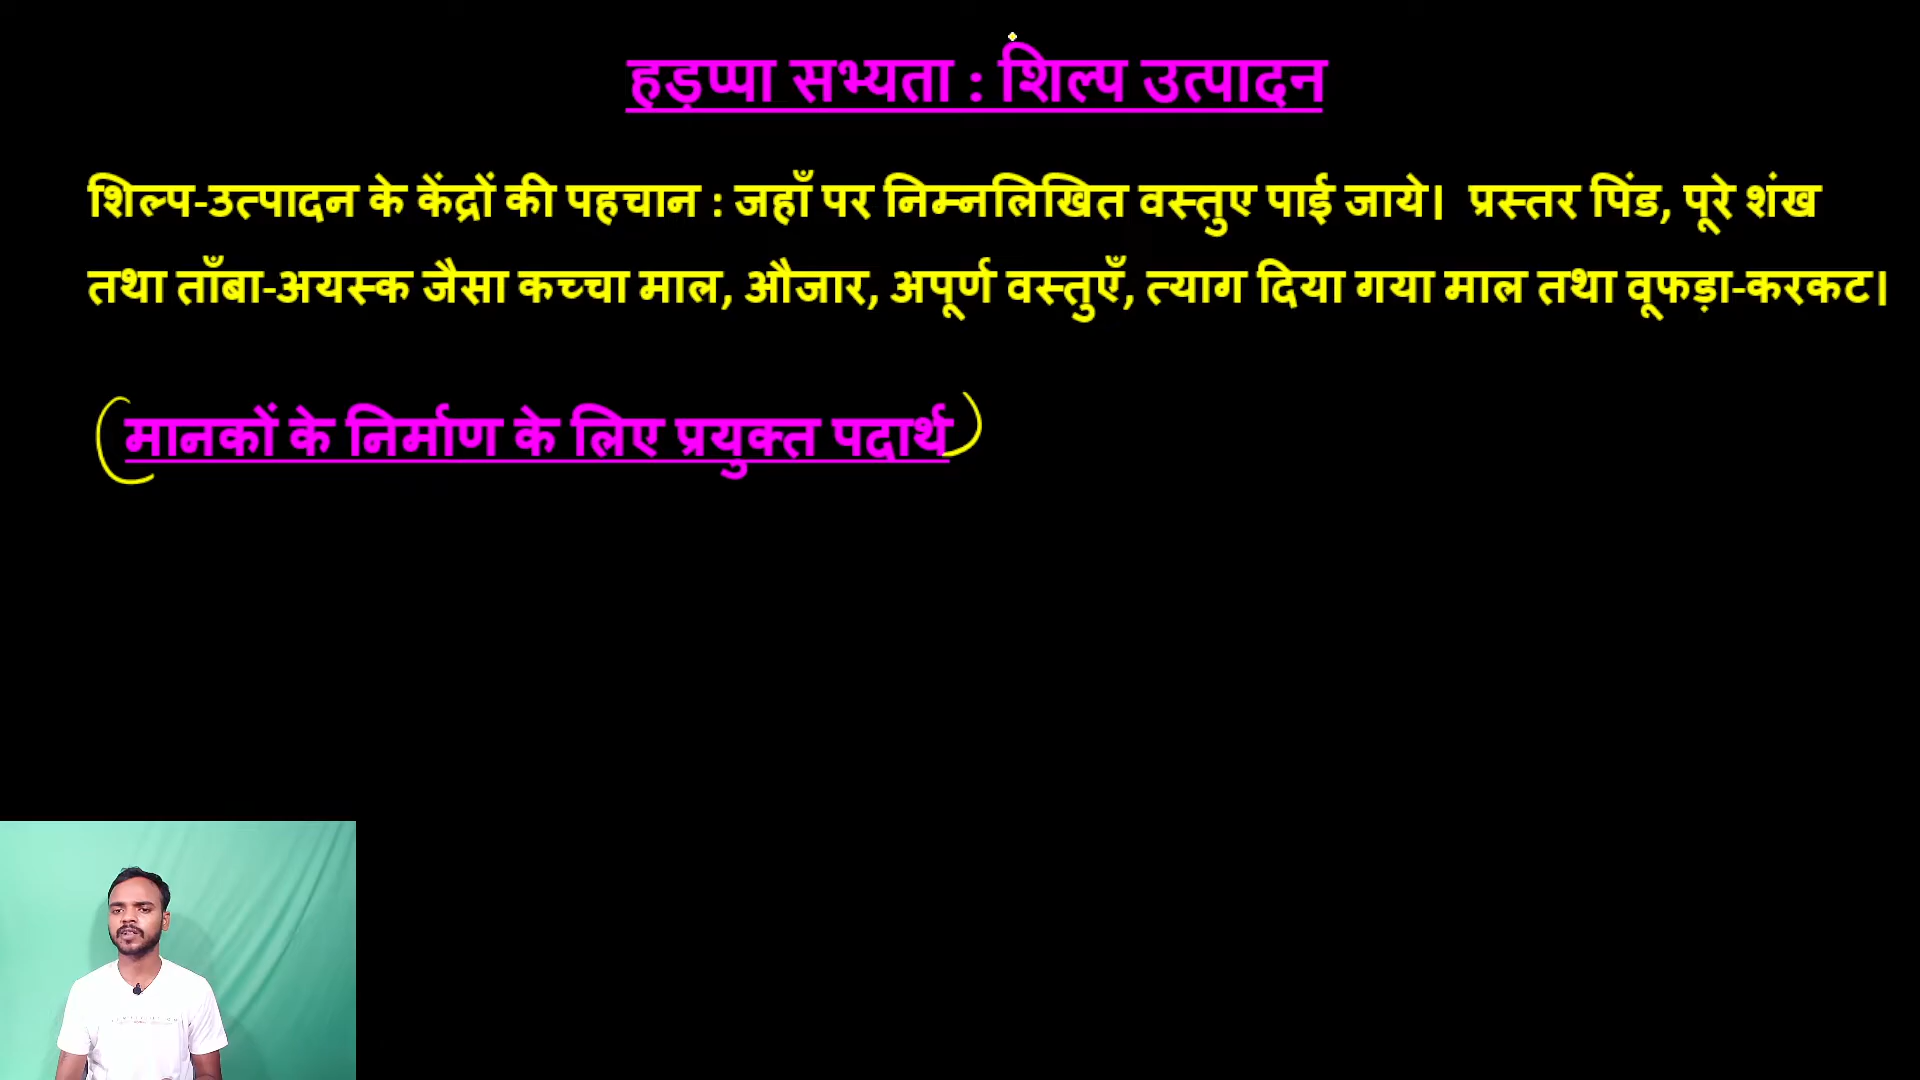 हड़प्पा सभ्यता : शिल्प उत्पादन
शिल्प-उत्पादन के केंद्रों की पहचान : जहाँ पर निम्नलिखित वस्तुए पाई जाये। प्रस्तर पिंड, पूरे शंख
तथा ताँबा-अयस्क जैसा कच्चा माल, औजार, अपूर्ण वस्तुएँ, त्याग दिया गया माल तथा वूफड़ा-करकट।
मानकों के निर्माण के लिए प्रयुक्त पदार्थ